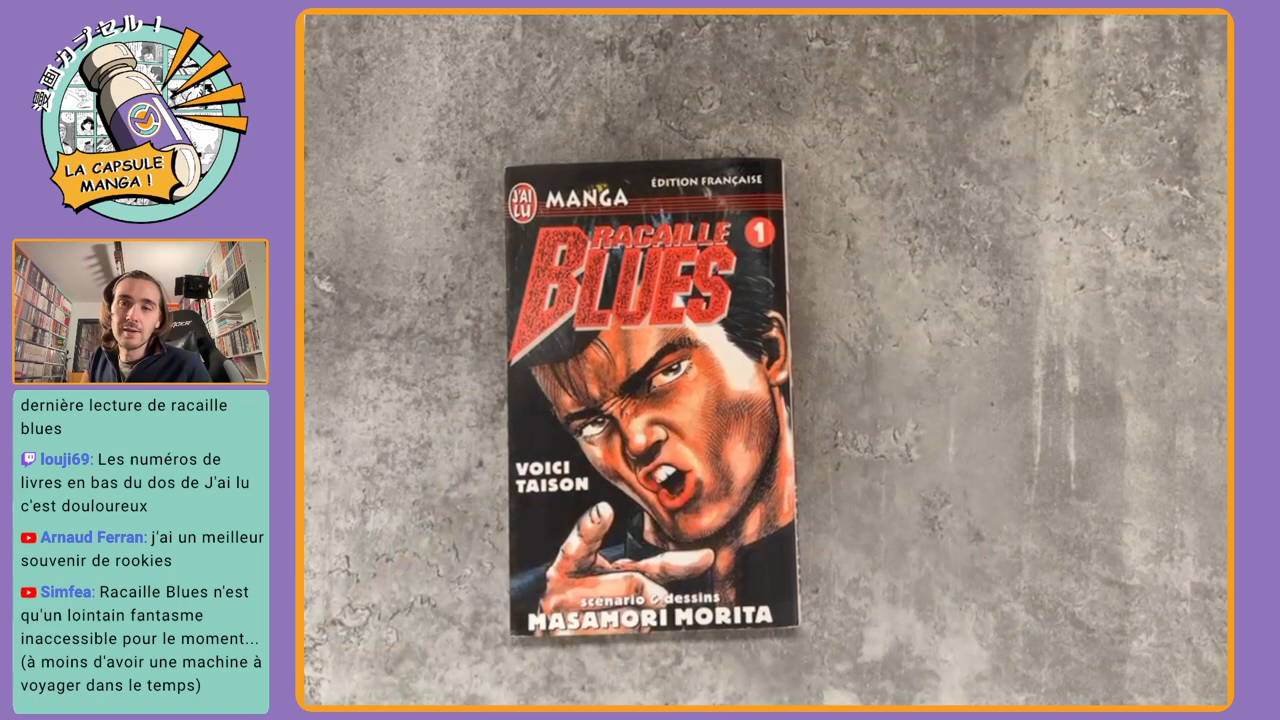 漫画カプセル！
LA CAPSULE
MANGA !
dernière lecture de racaille
blues
louji69: Les numéros de
livres en bas du dos de J'ai lu
c'est douloureux
Arnaud Ferran: j'ai un meilleur
souvenir de rookies
Simfea: Racaille Blues n'est
qu'un lointain fantasme
inaccessible pour le moment...
(à moins d'avoir une machine à
voyager dans le temps)
J'AI
LU
MANGA
ÉDITION FRANÇAISE
RACAILLE
BLUES
1
VOICI
TAISON
scenario & dessins
MASAMORI MORITA